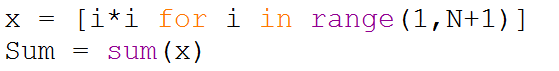 x = [i*i for i in range(1,N+1)]
Sum = sum(x)